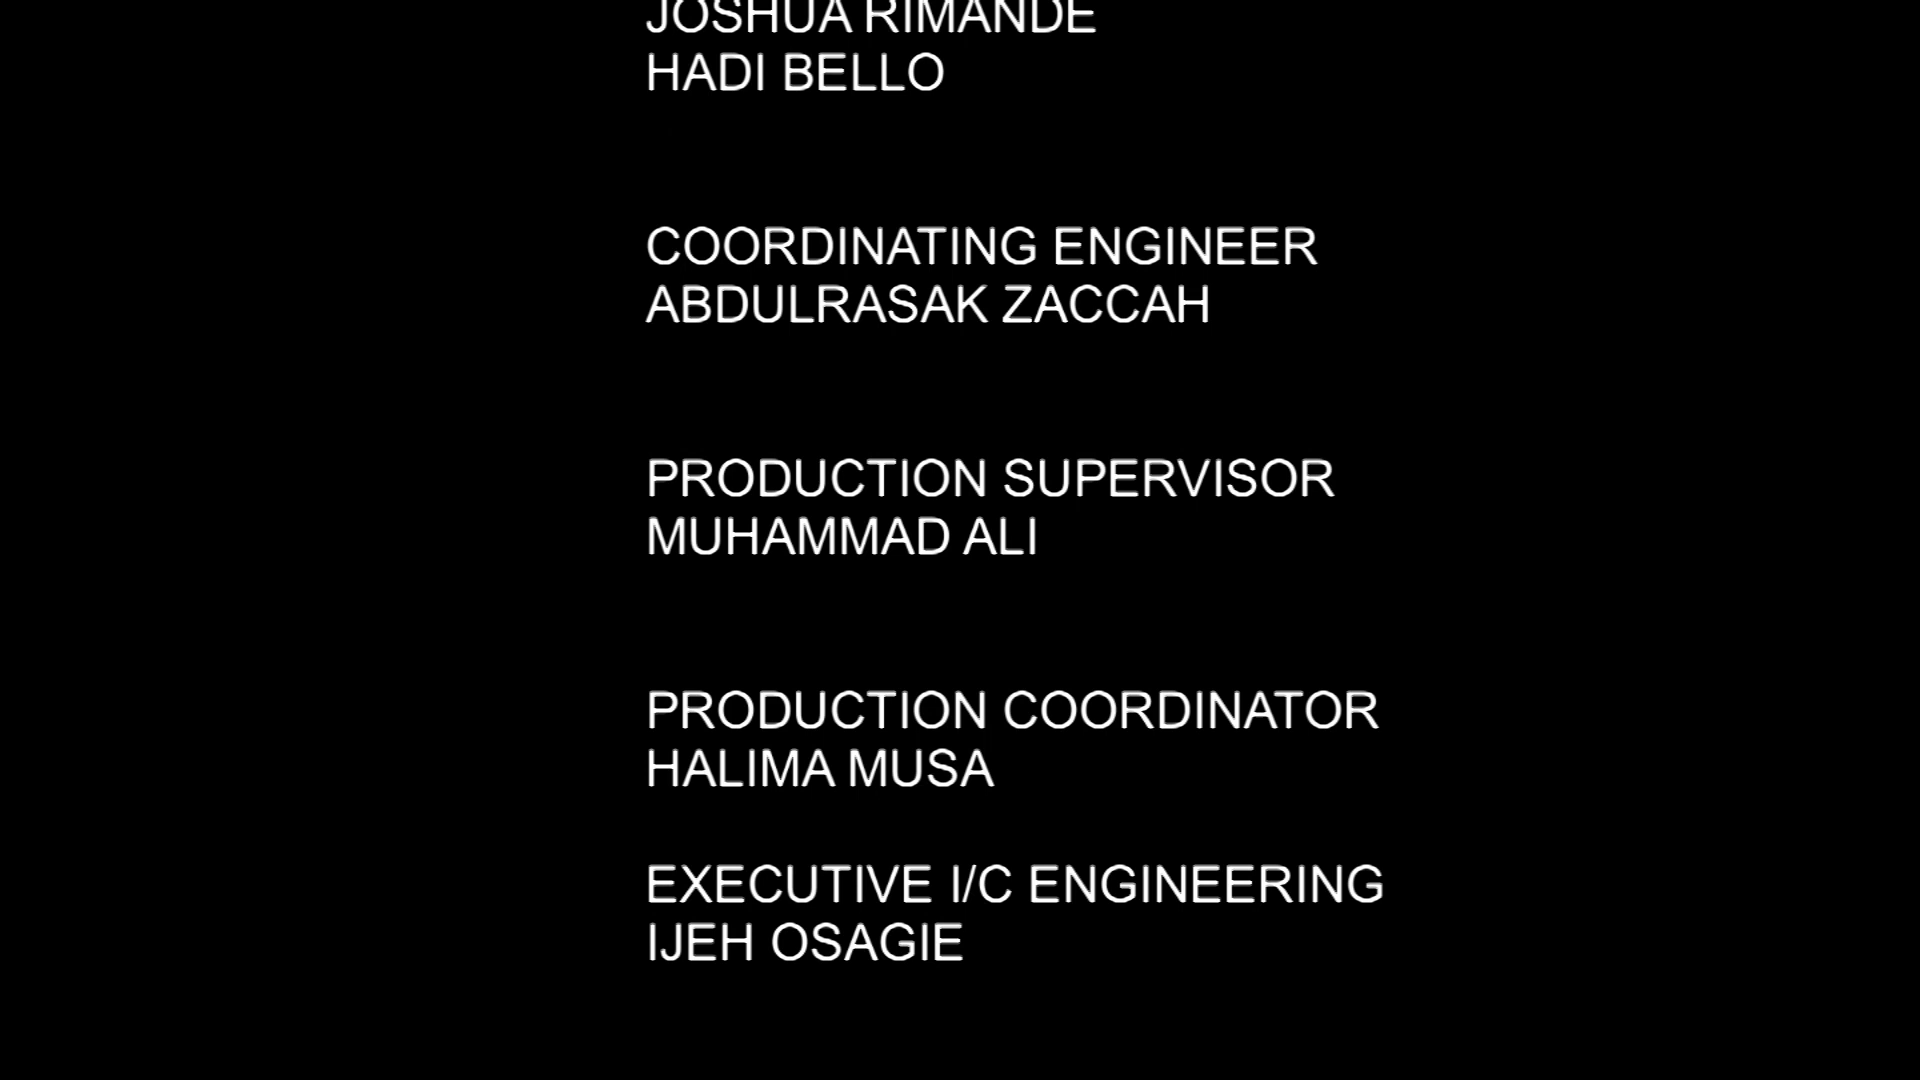 JOSHUA RIMANDE
HADI BELLO
COORDINATING ENGINEER
ABDULRASAK ZACCAH
PRODUCTION SUPERVISOR
MUHAMMAD ALI
PRODUCTION COORDINATOR
HALIMA MUSA
EXECUTIVE I/C ENGINEERING
IJEH OSAGIE